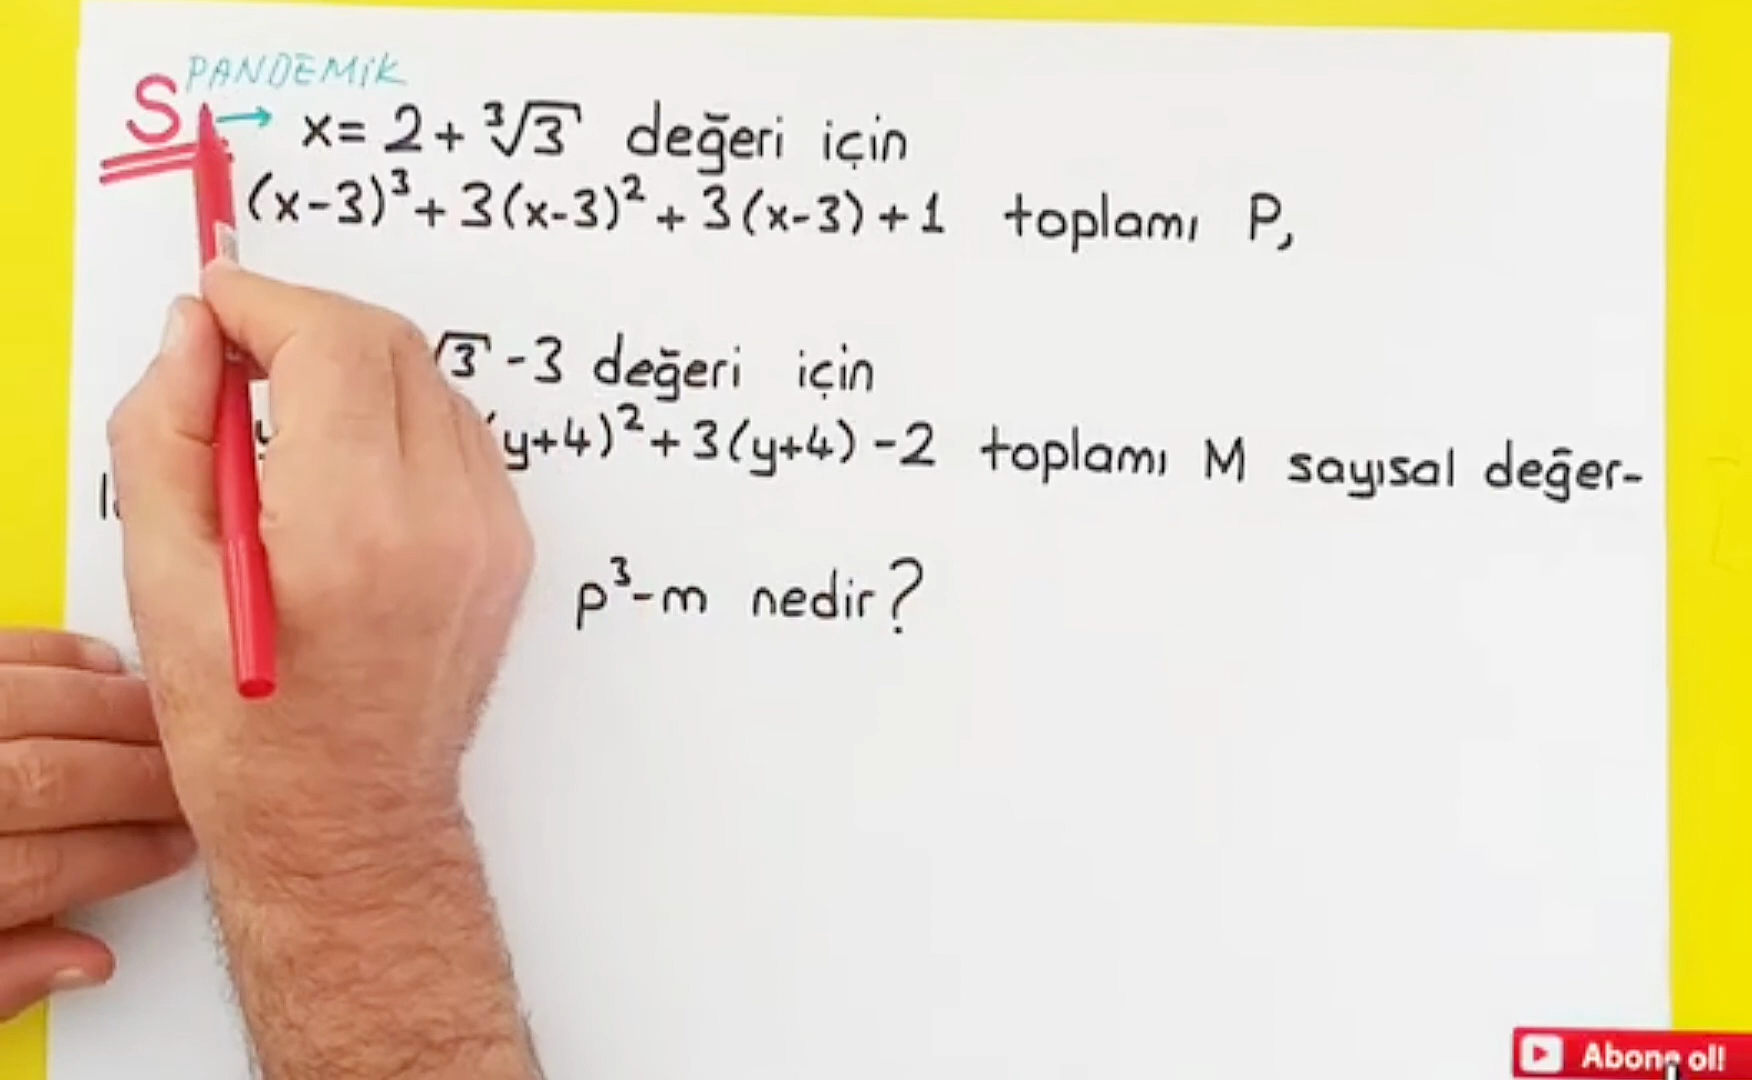 PANDEMİK
S → x = 2 + ∛3 değeri için
(x-3)³ + 3(x-3)² + 3(x-3) + 1 toplamı P,
√3 - 3 değeri için
(y+4)² + 3(y+4) - 2 toplamı M sayısal değer-
p³-m nedir?
Abone ol!